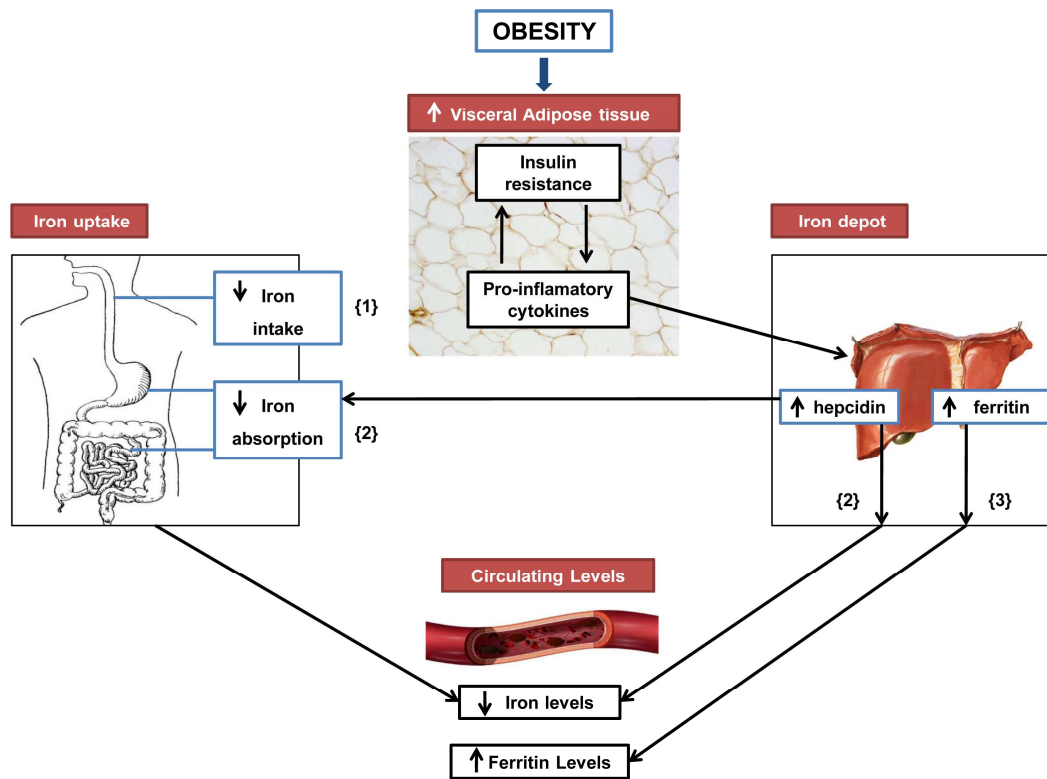 OBESITY
↑ Visceral Adipose tissue
Insulin
resistance
Pro-inflamatory
cytokines
Iron uptake
↓ Iron
intake
{1}
↓ Iron
absorption
{2}
Iron depot
↑ hepcidin
↑ ferritin
{2}
{3}
Circulating Levels
↓ Iron levels
↑ Ferritin Levels